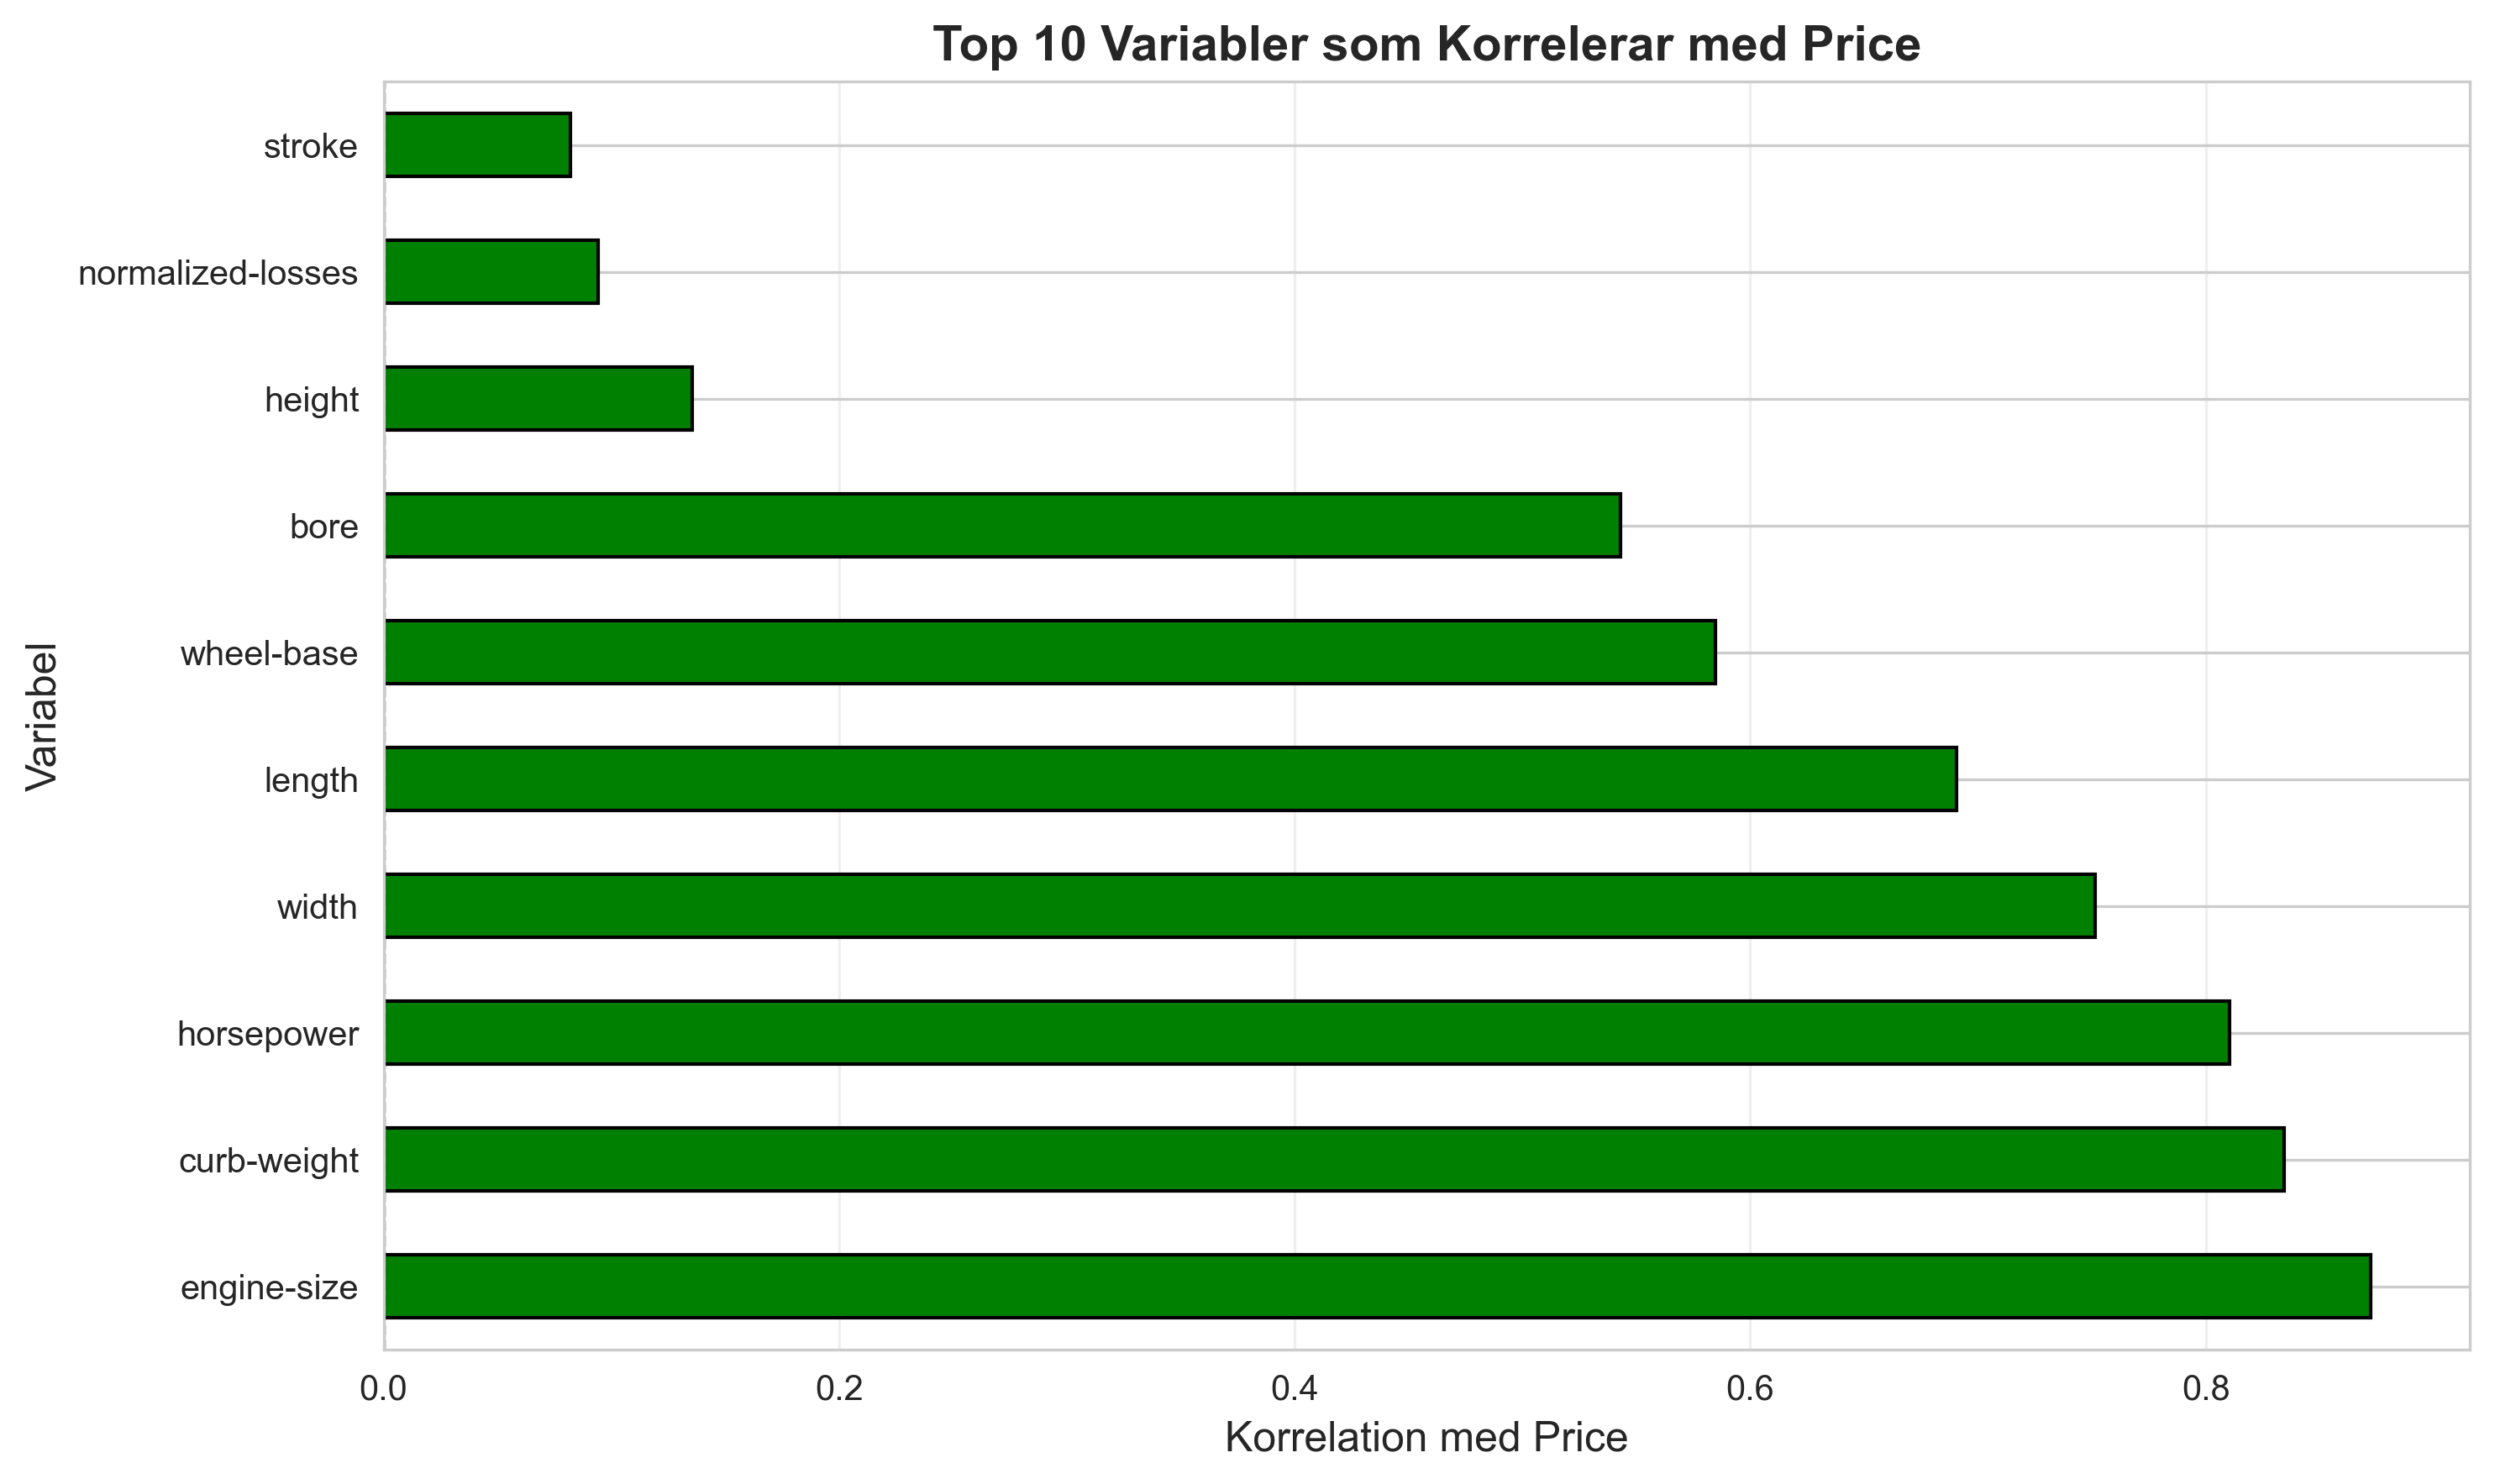 Top 10 Variabler som Korrelerar med Price
stroke
normalized-losses
height
bore
wheel-base
length
width
horsepower
curb-weight
engine-size
Variabel
0.0 0.2 0.4 0.6 0.8
Korrelation med Price